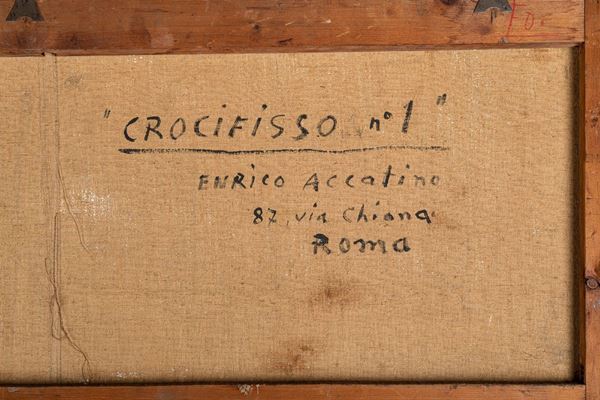 "CROCIFISSO n° 1"
ENRICO ACCATINO
87, via Chiana
Roma